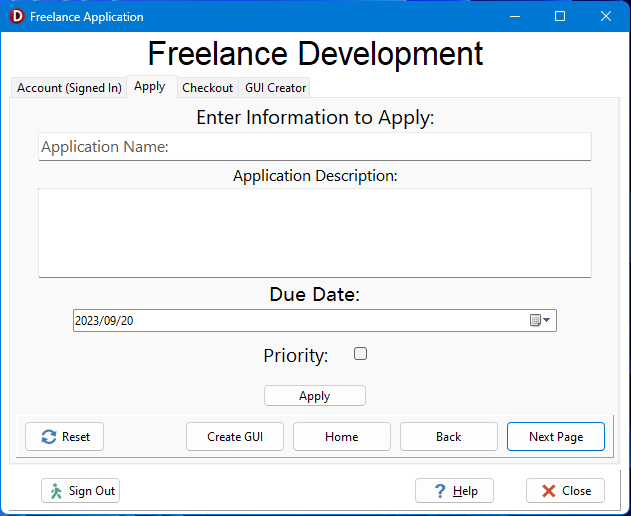 D Freelance Application
Freelance Development
Account (Signed In) Apply Checkout GUI Creator
Enter Information to Apply:
Application Name:
Application Description:
Due Date:
2023/09/20
Priority:
Apply
Reset Create GUI Home Back Next Page
Sign Out ? Help Close